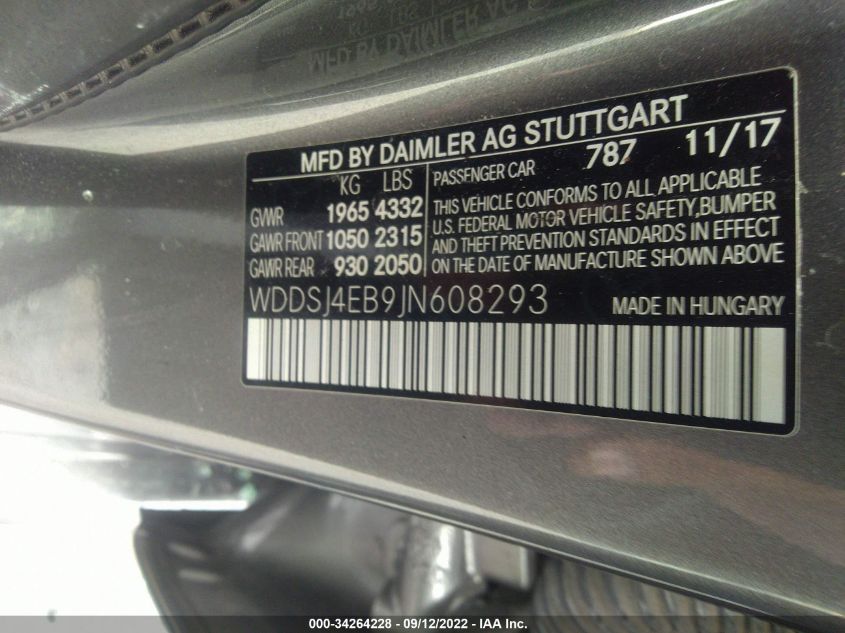 MFD BY DAIMLER AG STUTTGART
KG LBS
GVWR 1965 4332
GAWR FRONT 1050 2315
GAWR REAR 930 2050
PASSENGER CAR 787 11/17
THIS VEHICLE CONFORMS TO ALL APPLICABLE
U.S. FEDERAL MOTOR VEHICLE SAFETY,BUMPER
AND THEFT PREVENTION STANDARDS IN EFFECT
ON THE DATE OF MANUFACTURE SHOWN ABOVE
WDDSJ4EB9JN608293 MADE IN HUNGARY
000-34264228 - 09/12/2022 - IAA Inc.